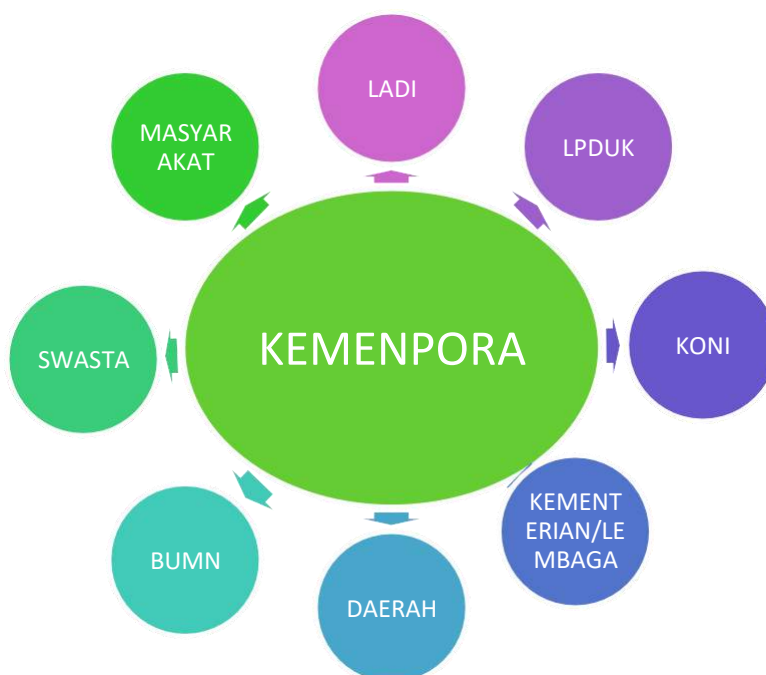 LADI
MASYAR
AKAT
LPDUK
KEMENPORA
SWASTA
KONI
BUMN
KEMENT
ERIAN/LE
MBAGA
DAERAH